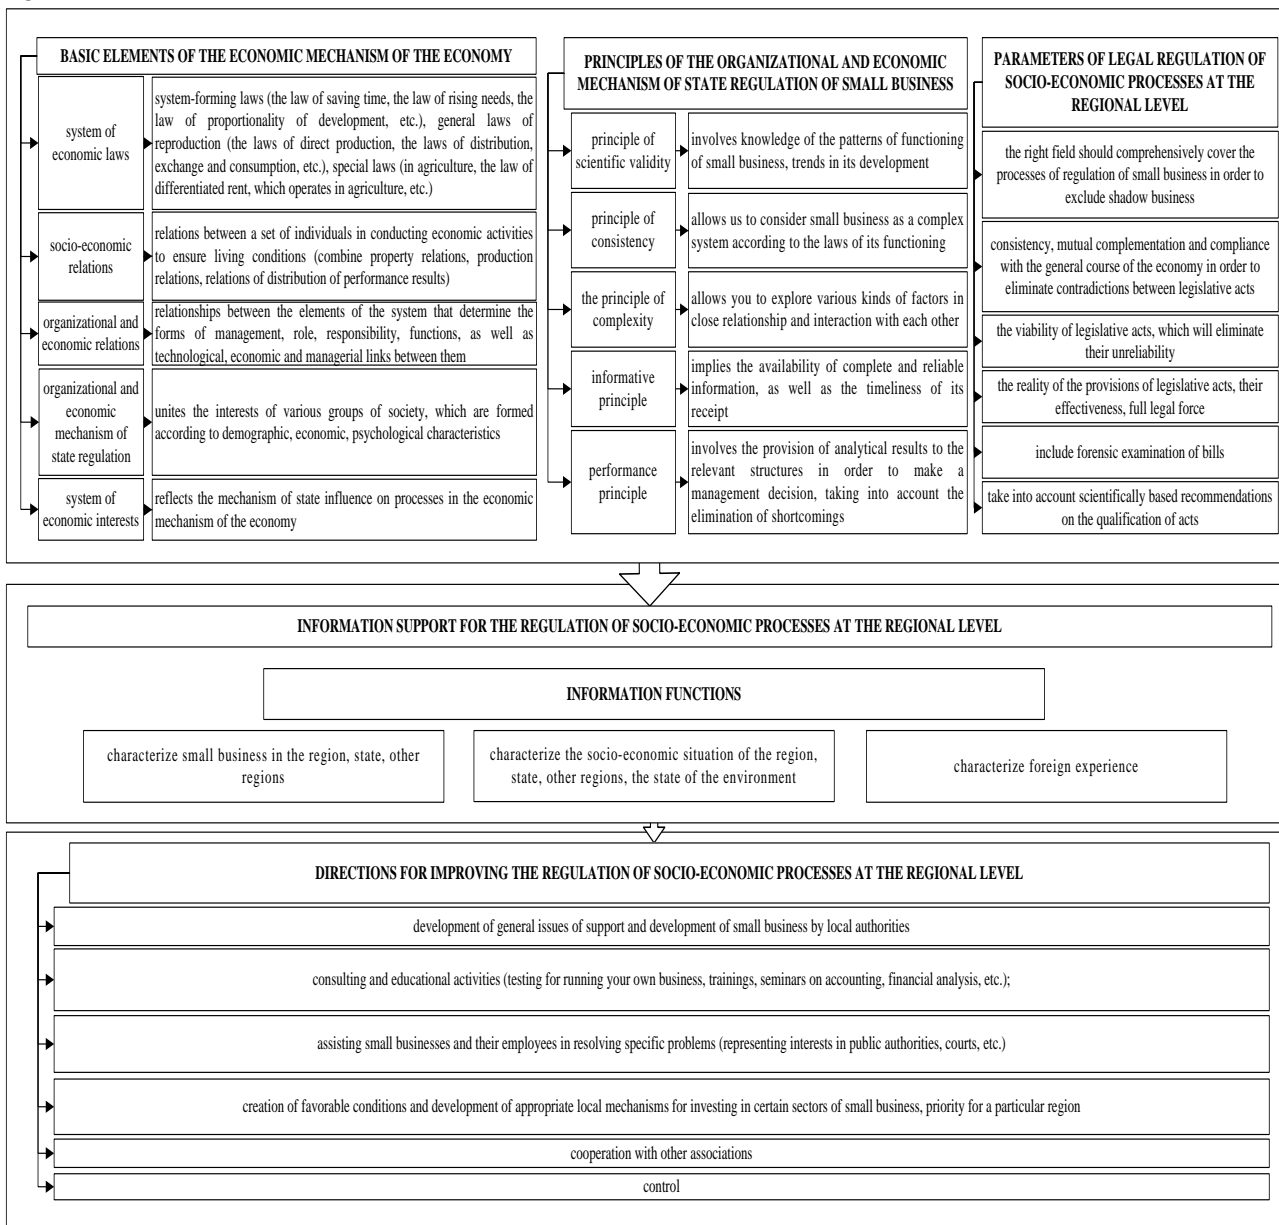 BASIC ELEMENTS OF THE ECONOMIC MECHANISM OF THE ECONOMY
system of
economic laws
system-forming laws (the law of saving time, the law of rising needs, the
law of proportionality of development, etc.), general laws of
reproduction (the laws of direct production, the laws of distribution,
exchange and consumption, etc.), special laws (in agriculture, the law of
differentiated rent, which operates in agriculture, etc.)
socio-economic
relations
relations between a set of individuals in conducting economic activities
to ensure living conditions (combine property relations, production
relations, relations of distribution of performance results)
organizational and
economic relations
relationships between the elements of the system that determine the
forms of management, role, responsibility, functions, as well as
technological, economic and managerial links between them
organizational and
economic
mechanism of
state regulation
unites the interests of various groups of society, which are formed
according to demographic, economic, psychological characteristics
system of
economic interests
reflects the mechanism of state influence on processes in the economic
mechanism of the economy
PRINCIPLES OF THE ORGANIZATIONAL AND ECONOMIC
MECHANISM OF STATE REGULATION OF SMALL BUSINESS
principle of
scientific validity
involves knowledge of the patterns of functioning
of small business, trends in its development
principle of
consistency
allows us to consider small business as a complex
system according to the laws of its functioning
the principle of
complexity
allows you to explore various kinds of factors in
close relationship and interaction with each other
informative
principle
implies the availability of complete and reliable
information, as well as the timeliness of its
receipt
performance
principle
involves the provision of analytical results to the
relevant structures in order to make a
management decision, taking into account the
elimination of shortcomings
PARAMETERS OF LEGAL REGULATION OF
SOCIO-ECONOMIC PROCESSES AT THE
REGIONAL LEVEL
the right field should comprehensively cover the
processes of regulation of small business in order to
exclude shadow business
consistency, mutual complementation and compliance
with the general course of the economy in order to
eliminate contradictions between legislative acts
the viability of legislative acts, which will eliminate
their unreliability
the reality of the provisions of legislative acts, their
effectiveness, full legal force
include forensic examination of bills
take into account scientifically based recommendations
on the qualification of acts
INFORMATION SUPPORT FOR THE REGULATION OF SOCIO-ECONOMIC PROCESSES AT THE REGIONAL LEVEL
INFORMATION FUNCTIONS
characterize small business in the region, state, other
regions
characterize the socio-economic situation of the region,
state, other regions, the state of the environment
characterize foreign experience
DIRECTIONS FOR IMPROVING THE REGULATION OF SOCIO-ECONOMIC PROCESSES AT THE REGIONAL LEVEL
development of general issues of support and development of small business by local authorities
consulting and educational activities (testing for running your own business, trainings, seminars on accounting, financial analysis, etc.);
assisting small businesses and their employees in resolving specific problems (representing interests in public authorities, courts, etc.)
creation of favorable conditions and development of appropriate local mechanisms for investing in certain sectors of small business, priority for a particular region
cooperation with other associations
control